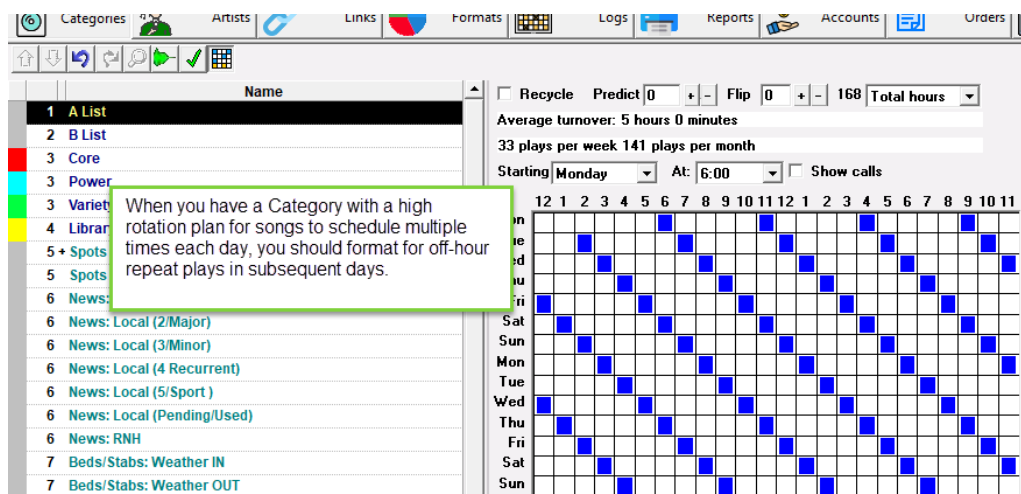 Categories Artists Links Formats Logs Reports Accounts Orders
Name
1 A List
2 B List
3 Core
3 Power
3 Variety
4 Library
5 + Spots
5 Spots
6 News:
6 News: Local (2/Major)
6 News: Local (3/Minor)
6 News: Local (4 Recurrent)
6 News: Local (5/Sport )
6 News: Local (Pending/Used)
6 News: RNH
7 Beds/Stabs: Weather IN
7 Beds/Stabs: Weather OUT
When you have a Category with a high
rotation plan for songs to schedule multiple
times each day, you should format for off-hour
repeat plays in subsequent days.
Recycle Predict 0 + - Flip 0 + - 168 Total hours
Average turnover: 5 hours 0 minutes
33 plays per week 141 plays per month
Starting Monday At: 6:00 Show calls
12 1 2 3 4 5 6 7 8 9 10 11 12 1 2 3 4 5 6 7 8 9 10 11
on
ue
ed
hu
Fri
Sat
Sun
Mon
Tue
Wed
Thu
Fri
Sat
Sun